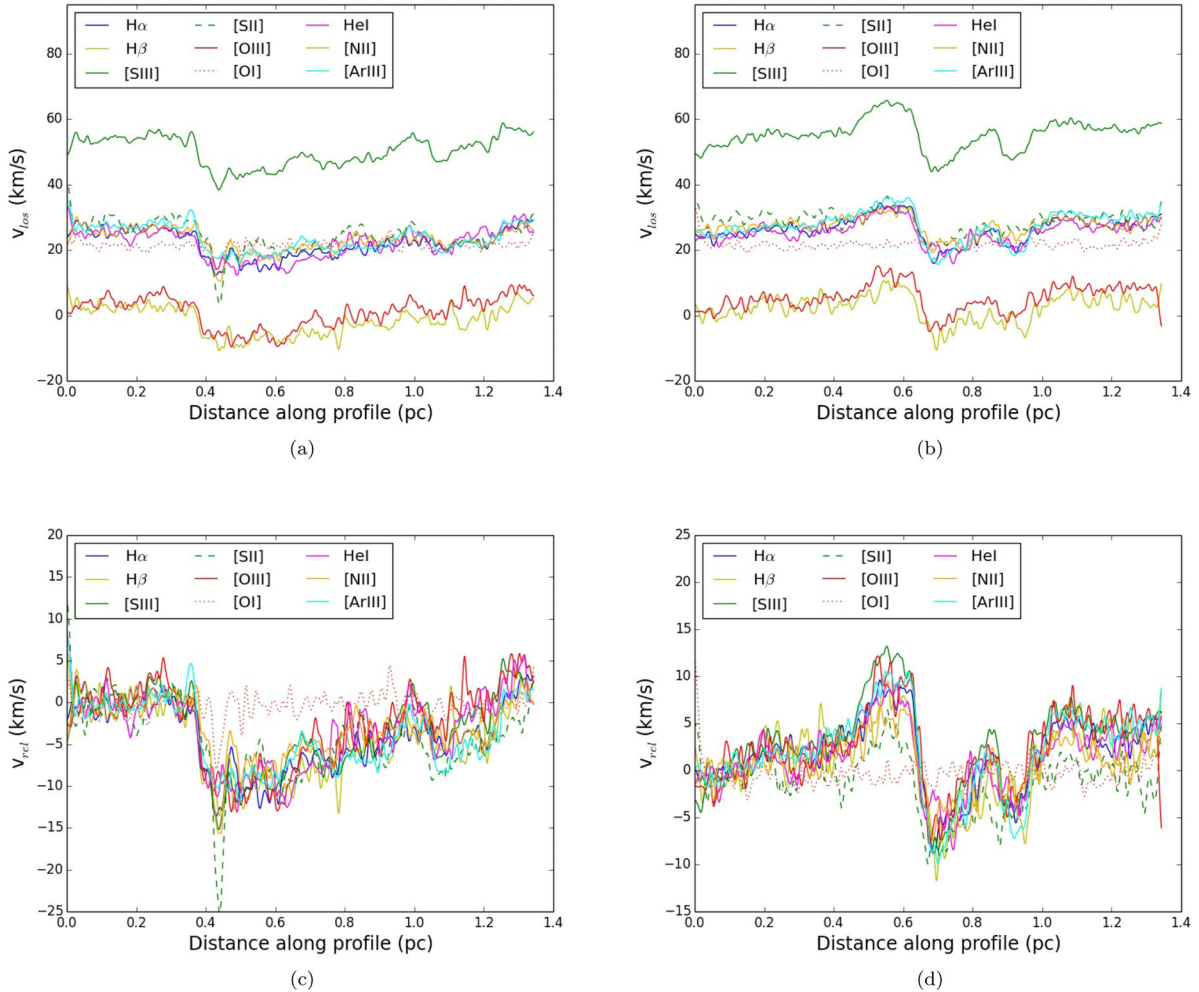 Hα [SII] HeI
Hβ [OIII] [NII]
[SIII] [OI] [ArIII]
80
60
40
20
0
−20
v_los (km/s)
0.0 0.2 0.4 0.6 0.8 1.0 1.2 1.4
Distance along profile (pc)
(a)
Hα [SII] HeI
Hβ [OIII] [NII]
[SIII] [OI] [ArIII]
80
60
40
20
0
−20
v_los (km/s)
0.0 0.2 0.4 0.6 0.8 1.0 1.2 1.4
Distance along profile (pc)
(b)
Hα [SII] HeI
Hβ [OIII] [NII]
[SIII] [OI] [ArIII]
20
15
10
5
0
−5
−10
−15
−20
−25
v_rel (km/s)
0.0 0.2 0.4 0.6 0.8 1.0 1.2 1.4
Distance along profile (pc)
(c)
Hα [SII] HeI
Hβ [OIII] [NII]
[SIII] [OI] [ArIII]
25
20
15
10
5
0
−5
−10
−15
v_rel (km/s)
0.0 0.2 0.4 0.6 0.8 1.0 1.2 1.4
Distance along profile (pc)
(d)